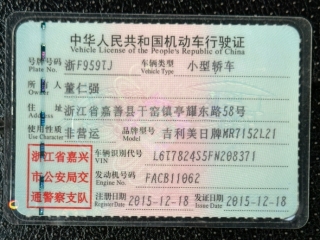 中华人民共和国机动车行驶证
Vehicle License of the People's Republic of China
号牌号码 浙F959TJ 车辆类型 小型轿车
Plate No. Vehicle Type
所有人 董仁强
Owner
住址 浙江省嘉善县干窑镇亭耀东路58号
Address
使用性质 非营运 品牌型号 吉利美日牌MR7152L21
Use Character Model
浙江省嘉兴
市公安局交
通警察支队
车辆识别代号 L6T7824S5FN208371
VIN
发动机号码 FACB11062
Engine No.
注册日期 2015-12-18 发证日期 2015-12-18
Register Date Issue Date